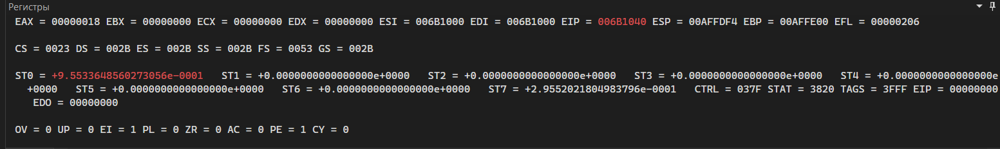 Регистры
EAX = 00000018 EBX = 00000000 ECX = 00000000 EDX = 00000000 ESI = 006B1000 EDI = 006B1000 EIP = 006B1040 ESP = 00AFFDF4 EBP = 00AFFE00 EFL = 00000206
CS = 0023 DS = 002B ES = 002B SS = 002B FS = 0053 GS = 002B
ST0 = +9.5533648560273056e-0001 ST1 = +0.0000000000000000e+0000 ST2 = +0.0000000000000000e+0000 ST3 = +0.0000000000000000e+0000 ST4 = +0.0000000000000000e
+0000 ST5 = +0.0000000000000000e+0000 ST6 = +0.0000000000000000e+0000 ST7 = +2.9552021804983796e-0001 CTRL = 037F STAT = 3820 TAGS = 3FFF EIP = 00000000
EDO = 00000000
OV = 0 UP = 0 EI = 1 PL = 0 ZR = 0 AC = 0 PE = 1 CY = 0